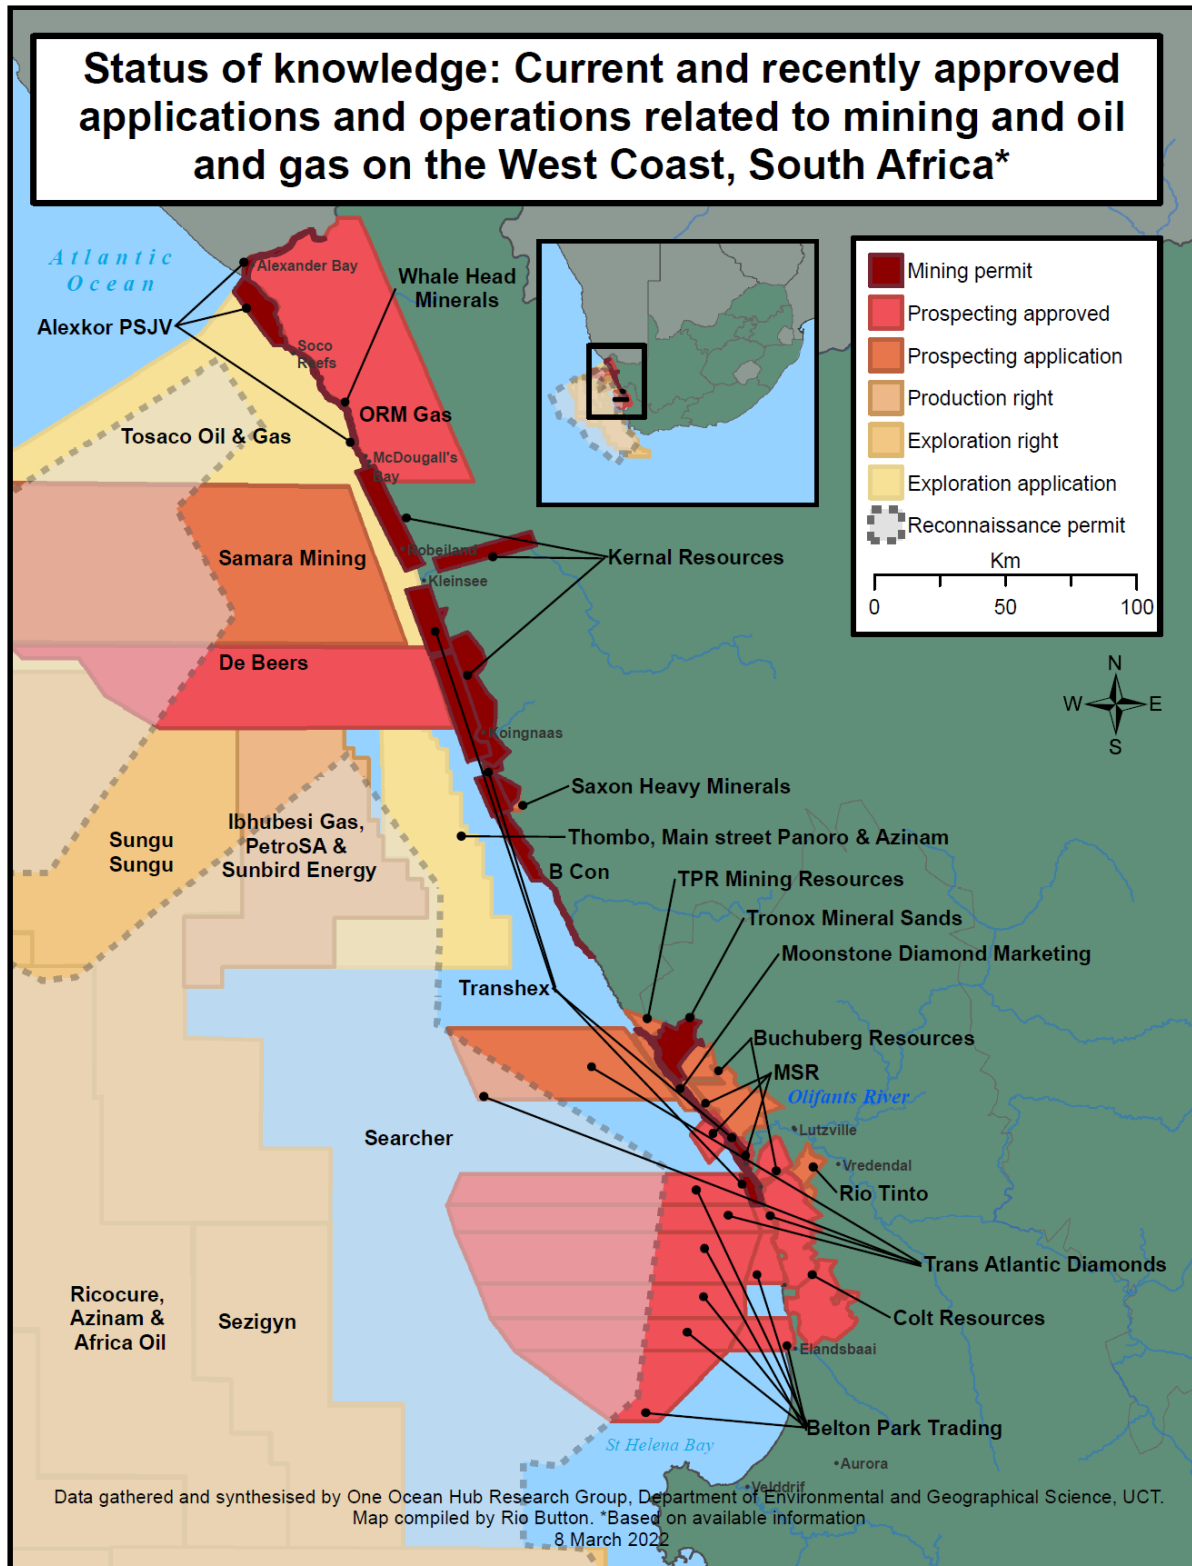 Status of knowledge: Current and recently approved
applications and operations related to mining and oil
and gas on the West Coast, South Africa*
Atlantic
Ocean
Alexander Bay
Whale Head
Minerals
Alexkor PSJV
Soco
Reefs
ORM Gas
Tosaco Oil & Gas
McDougall's
Bay
Mining permit
Prospecting approved
Prospecting application
Production right
Exploration right
Exploration application
Reconnaissance permit
Km
0 50 100
N
W E
S
Samara Mining
Nobeiland
Kernal Resources
Kleinsee
De Beers
Koingnaas
Saxon Heavy Minerals
Ibhubesi Gas,
PetroSA &
Sunbird Energy
Sungu
Sungu
Thombo, Main street Panoro & Azinam
B Con
TPR Mining Resources
Tronox Mineral Sands
Moonstone Diamond Marketing
Transhex
Buchuberg Resources
MSR
Olifants River
Lutzville
Searcher
Vredendal
Rio Tinto
Trans Atlantic Diamonds
Ricocure,
Azinam &
Africa Oil
Sezigyn
Colt Resources
Elandsbaai
Belton Park Trading
St Helena Bay
Aurora
Velddrif
Data gathered and synthesised by One Ocean Hub Research Group, Department of Environmental and Geographical Science, UCT.
Map compiled by Rio Button. *Based on available information
8 March 2022